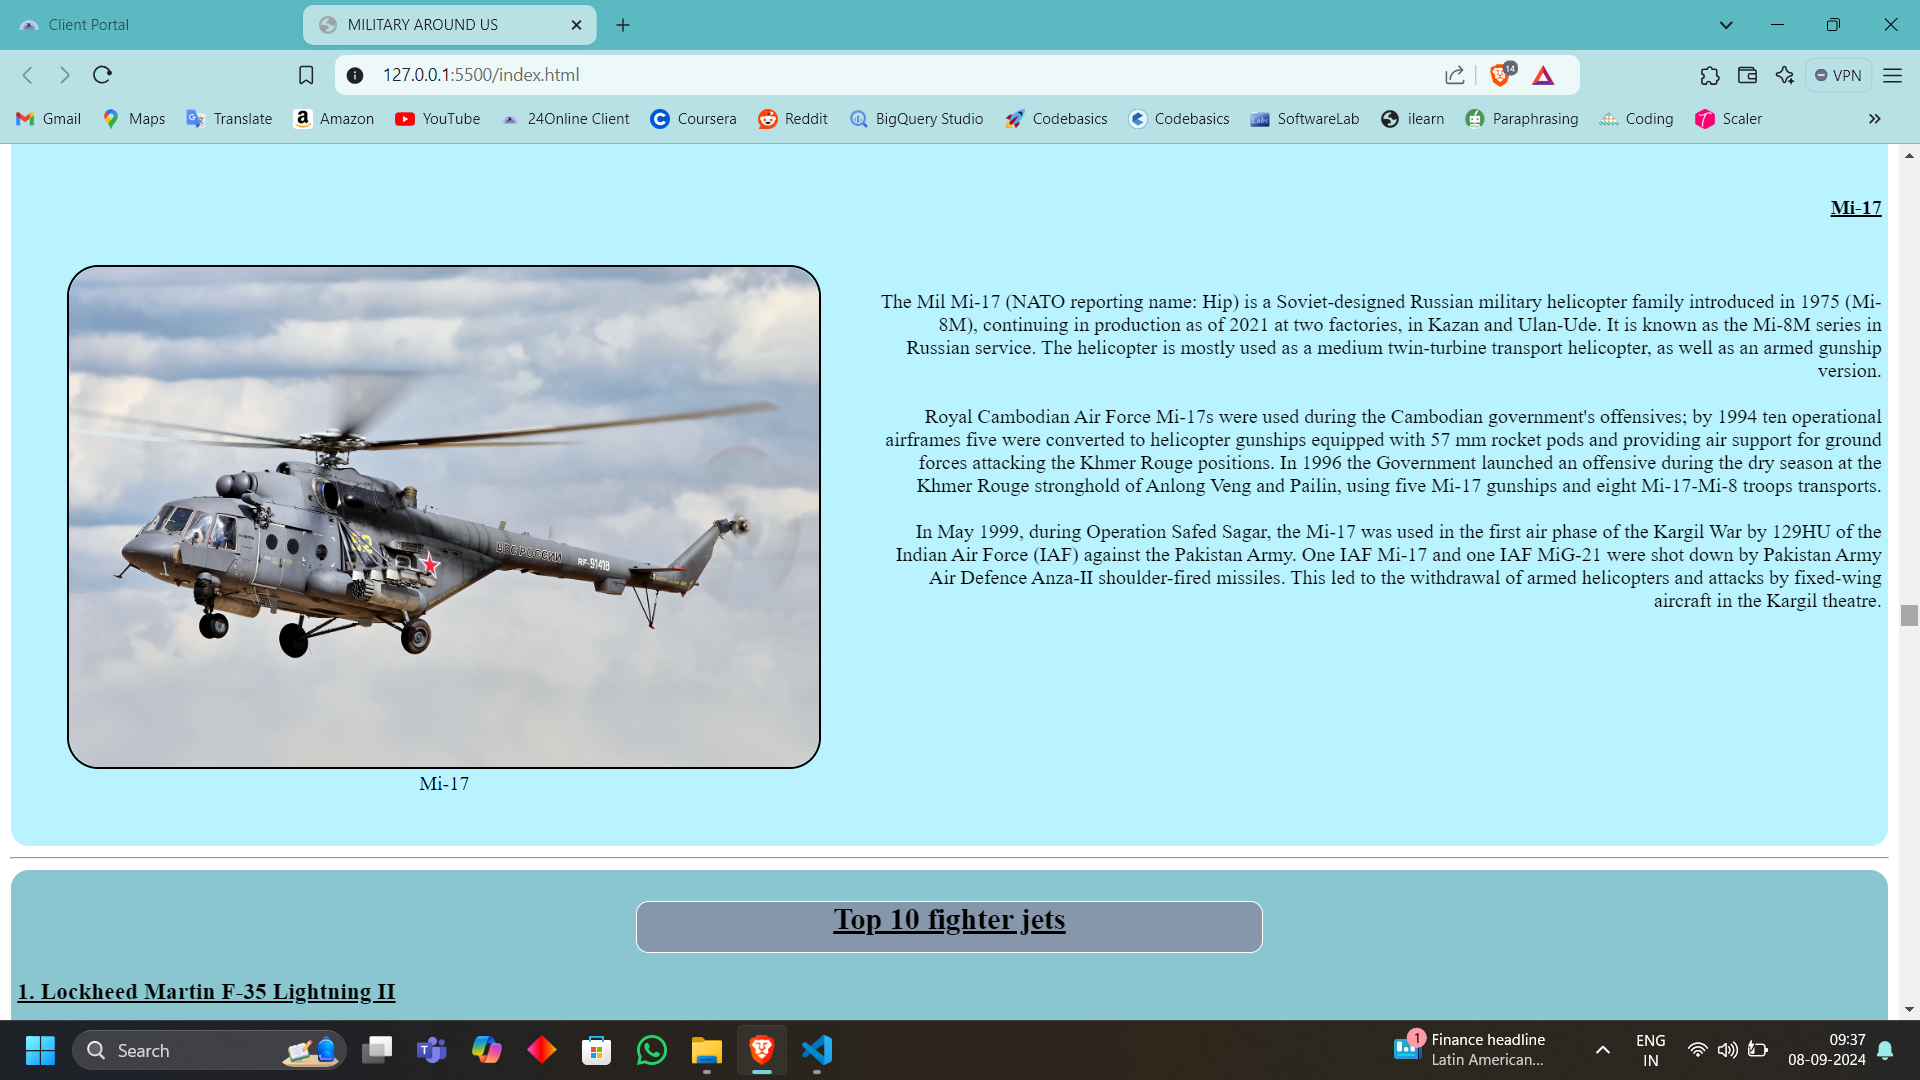 Client Portal
MILITARY AROUND US
127.0.0.1:5500/index.html
14
VPN
Gmail
Maps
Translate
Amazon
YouTube
24Online Client
Coursera
Reddit
BigQuery Studio
Codebasics
Codebasics
SoftwareLab
ilearn
Paraphrasing
Coding
Scaler
Mi-17
The Mil Mi-17 (NATO reporting name: Hip) is a Soviet-designed Russian military helicopter family introduced in 1975 (Mi-
8M), continuing in production as of 2021 at two factories, in Kazan and Ulan-Ude. It is known as the Mi-8M series in
Russian service. The helicopter is mostly used as a medium twin-turbine transport helicopter, as well as an armed gunship
version.
Royal Cambodian Air Force Mi-17s were used during the Cambodian government's offensives; by 1994 ten operational
airframes five were converted to helicopter gunships equipped with 57 mm rocket pods and providing air support for ground
forces attacking the Khmer Rouge positions. In 1996 the Government launched an offensive during the dry season at the
Khmer Rouge stronghold of Anlong Veng and Pailin, using five Mi-17 gunships and eight Mi-17-Mi-8 troops transports.
In May 1999, during Operation Safed Sagar, the Mi-17 was used in the first air phase of the Kargil War by 129HU of the
Indian Air Force (IAF) against the Pakistan Army. One IAF Mi-17 and one IAF MiG-21 were shot down by Pakistan Army
Air Defence Anza-II shoulder-fired missiles. This led to the withdrawal of armed helicopters and attacks by fixed-wing
aircraft in the Kargil theatre.
52
ВВС РОССИИ
RF-91418
Mi-17
Top 10 fighter jets
1. Lockheed Martin F-35 Lightning II
Search
1
Finance headline
Latin American...
ENG
IN
09:37
08-09-2024